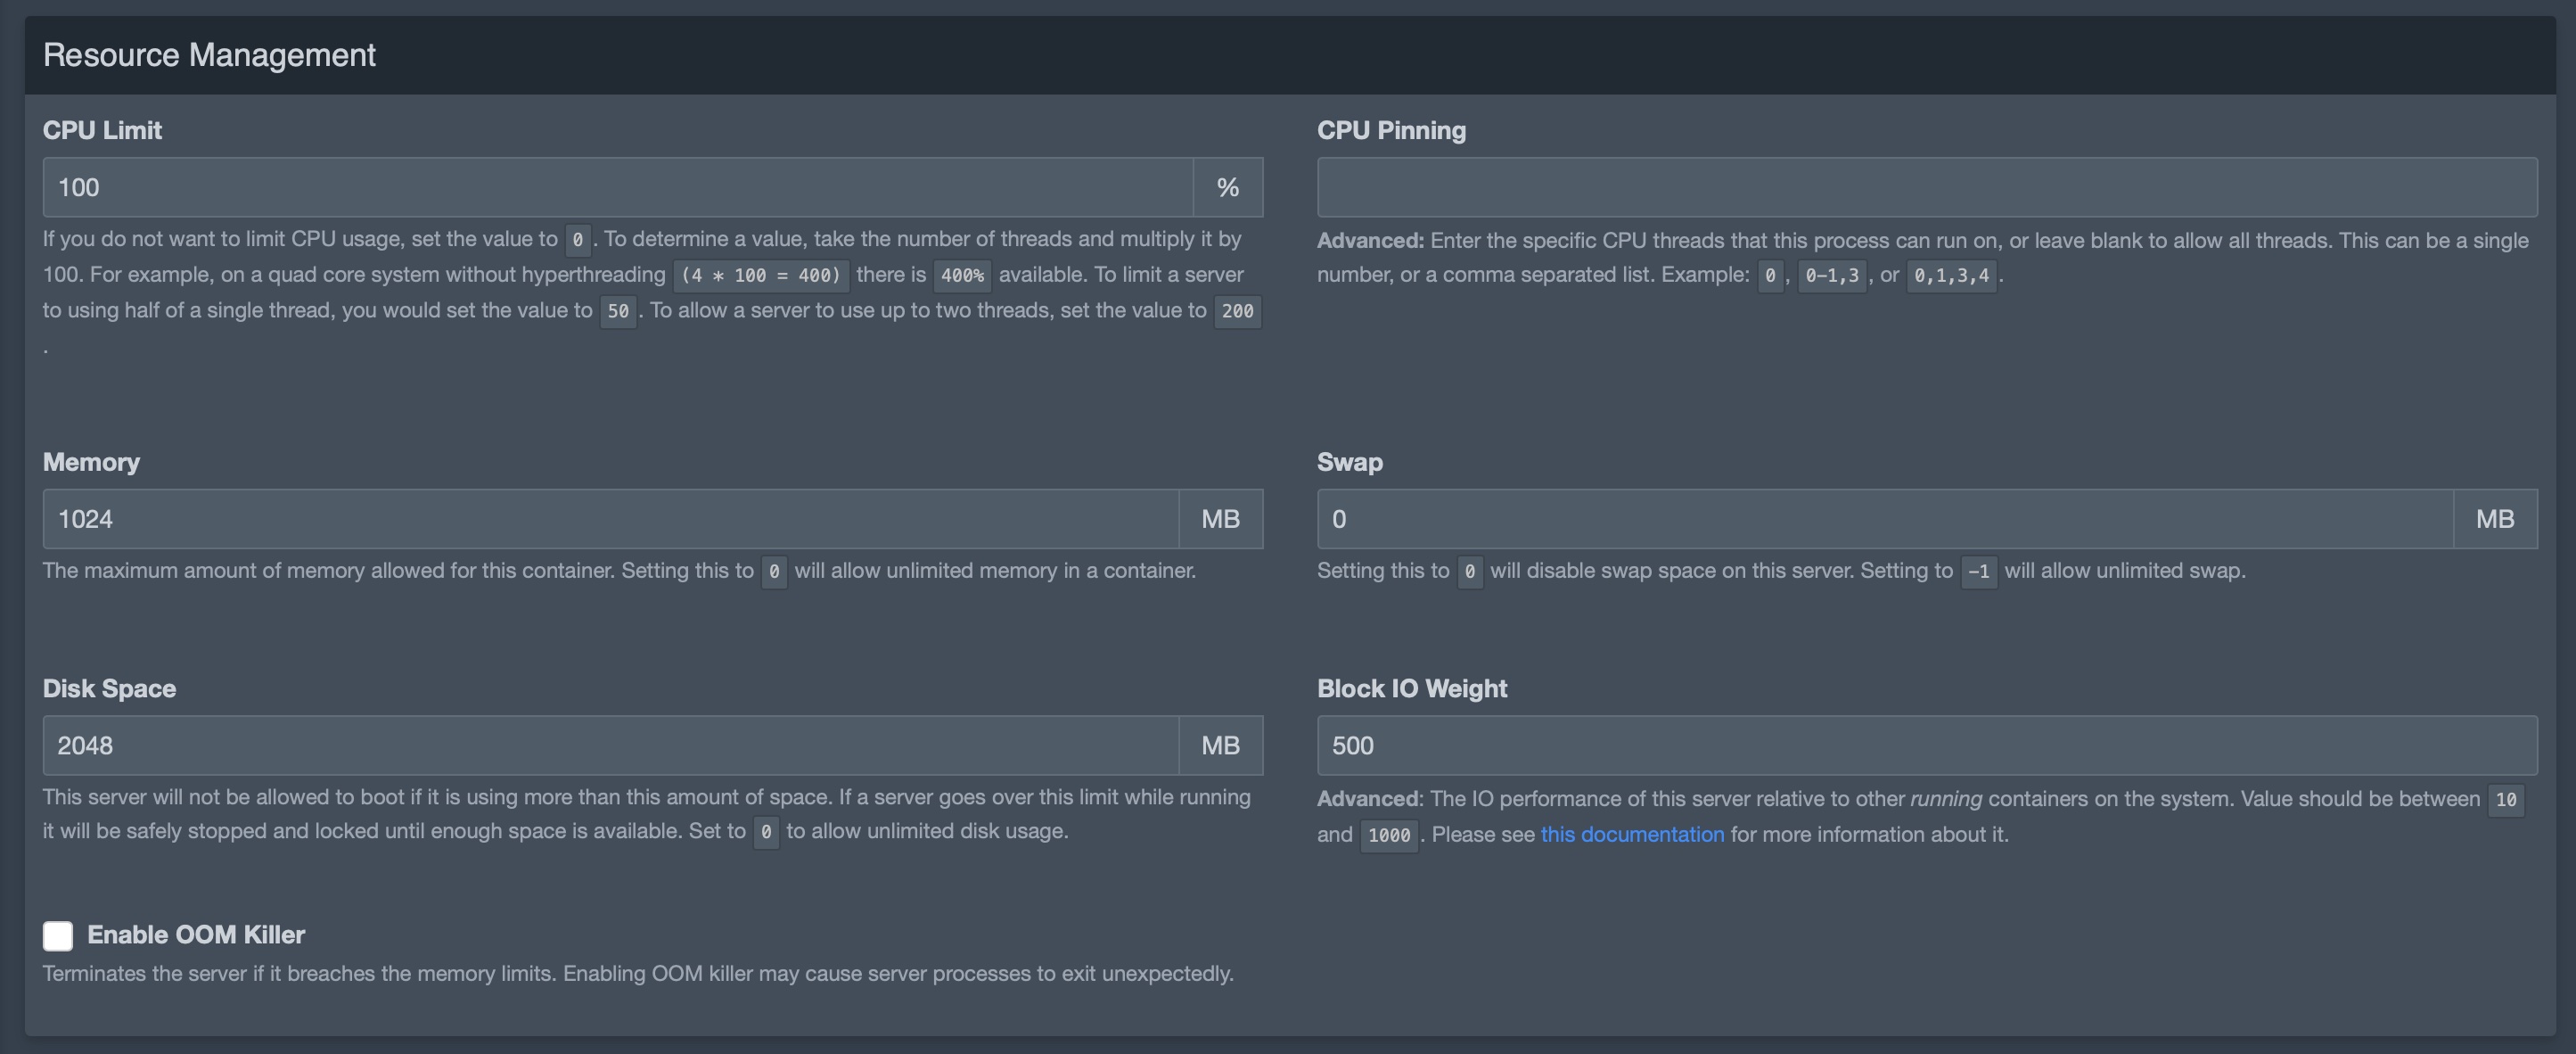 Resource Management
CPU Limit
100
%
If you do not want to limit CPU usage, set the value to 0 . To determine a value, take the number of threads and multiply it by
100. For example, on a quad core system without hyperthreading (4 * 100 = 400) there is 400% available. To limit a server
to using half of a single thread, you would set the value to 50 . To allow a server to use up to two threads, set the value to 200
.
CPU Pinning
Advanced: Enter the specific CPU threads that this process can run on, or leave blank to allow all threads. This can be a single
number, or a comma separated list. Example: 0 , 0-1,3 , or 0,1,3,4 .
Memory
1024
MB
The maximum amount of memory allowed for this container. Setting this to 0 will allow unlimited memory in a container.
Swap
0
MB
Setting this to 0 will disable swap space on this server. Setting to -1 will allow unlimited swap.
Disk Space
2048
MB
This server will not be allowed to boot if it is using more than this amount of space. If a server goes over this limit while running
it will be safely stopped and locked until enough space is available. Set to 0 to allow unlimited disk usage.
Block IO Weight
500
Advanced: The IO performance of this server relative to other running containers on the system. Value should be between 10
and 1000 . Please see this documentation for more information about it.
Enable OOM Killer
Terminates the server if it breaches the memory limits. Enabling OOM killer may cause server processes to exit unexpectedly.